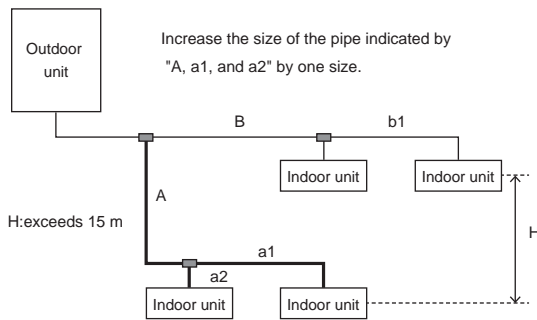 Outdoor
unit
Increase the size of the pipe indicated by
"A, a1, and a2" by one size.
B
b1
Indoor unit
Indoor unit
A
H:exceeds 15 m
H
a1
a2
Indoor unit
Indoor unit